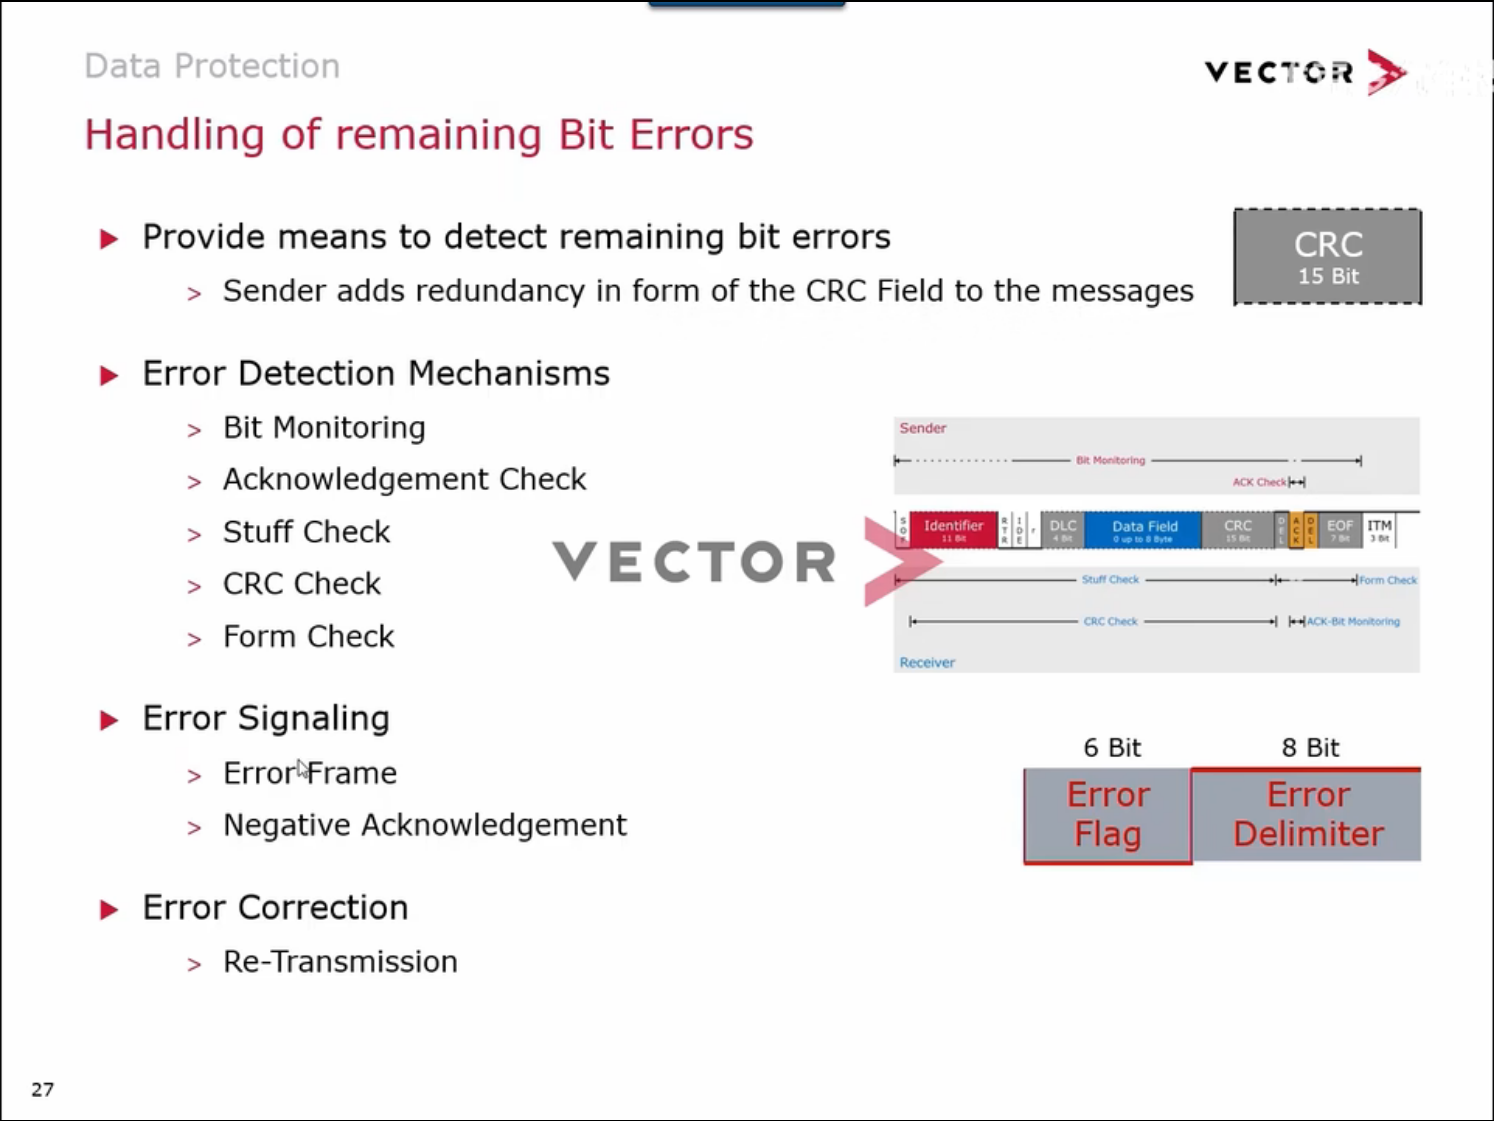 Data Protection
VECTOR
Handling of remaining Bit Errors
Provide means to detect remaining bit errors
> Sender adds redundancy in form of the CRC Field to the messages
CRC
15 Bit
Error Detection Mechanisms
> Bit Monitoring
> Acknowledgement Check
> Stuff Check
> CRC Check
> Form Check
VECTOR
Sender
Bit Monitoring
ACK Check
SOF Identifier RTR IDE r DLC Data Field CRC DEL ACK DEL EOF ITM
11 Bit 4 Bit 0 up to 8 Byte 15 Bit 7 Bit 3 Bit
Stuff Check Form Check
CRC Check ACK-Bit Monitoring
Receiver
Error Signaling
> Error Frame
> Negative Acknowledgement
6 Bit 8 Bit
Error Error
Flag Delimiter
Error Correction
> Re-Transmission
27